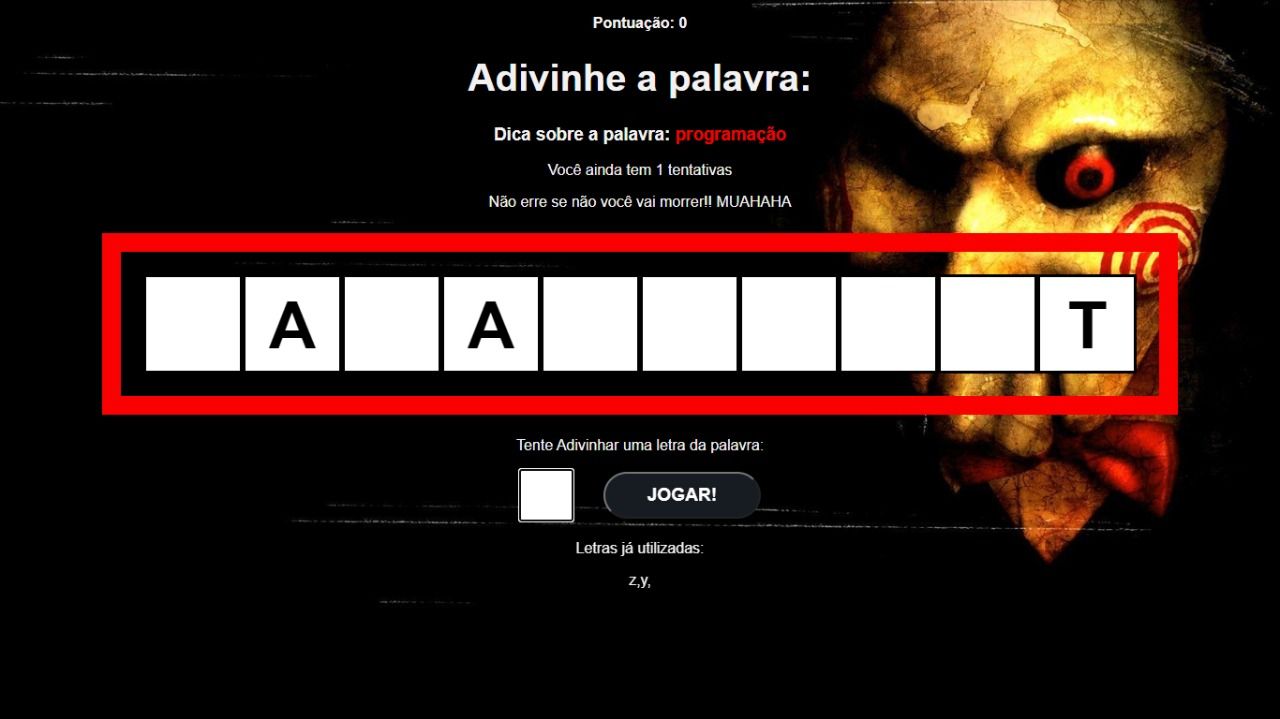 Pontuação: 0
Adivinhe a palavra:
Dica sobre a palavra: programação
Você ainda tem 1 tentativas
Não erre se não você vai morrer!! MUAHAHA
A A T
Tente Adivinhar uma letra da palavra:
JOGAR!
Letras já utilizadas:
z,y,